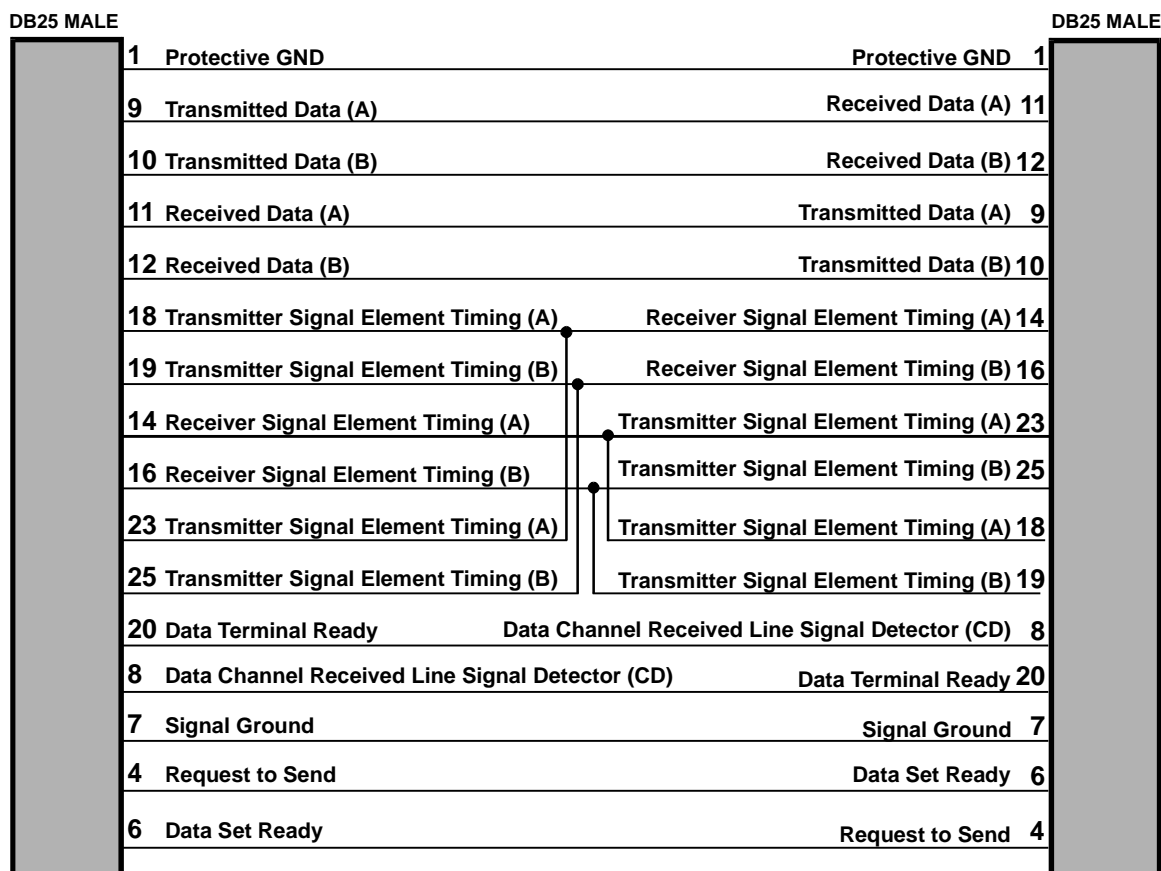 DB25 MALE DB25 MALE
1 Protective GND Protective GND 1
9 Transmitted Data (A) Received Data (A) 11
10 Transmitted Data (B) Received Data (B) 12
11 Received Data (A) Transmitted Data (A) 9
12 Received Data (B) Transmitted Data (B) 10
18 Transmitter Signal Element Timing (A) Receiver Signal Element Timing (A) 14
19 Transmitter Signal Element Timing (B) Receiver Signal Element Timing (B) 16
14 Receiver Signal Element Timing (A) Transmitter Signal Element Timing (A) 23
16 Receiver Signal Element Timing (B) Transmitter Signal Element Timing (B) 25
23 Transmitter Signal Element Timing (A) Transmitter Signal Element Timing (A) 18
25 Transmitter Signal Element Timing (B) Transmitter Signal Element Timing (B) 19
20 Data Terminal Ready Data Channel Received Line Signal Detector (CD) 8
8 Data Channel Received Line Signal Detector (CD) Data Terminal Ready 20
7 Signal Ground Signal Ground 7
4 Request to Send Data Set Ready 6
6 Data Set Ready Request to Send 4